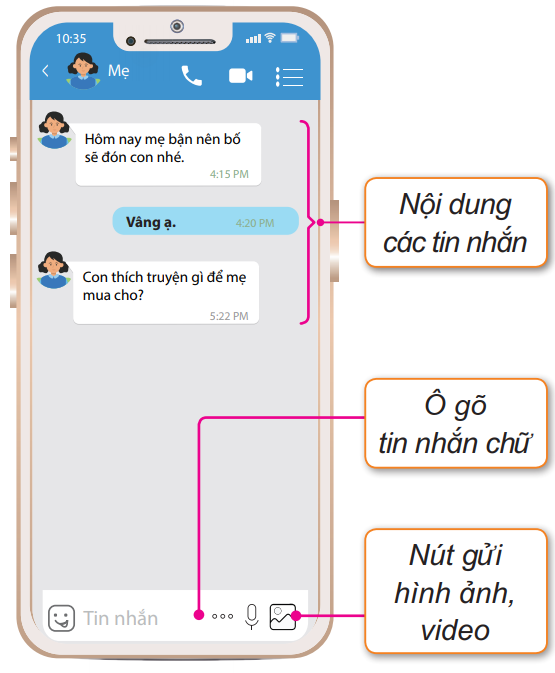 10:35
Mẹ
Hôm nay mẹ bận nên bố
sẽ đón con nhé.
4:15 PM
Vâng ạ.
4:20 PM
Con thích truyện gì để mẹ
mua cho?
5:22 PM
Nội dung
các tin nhắn
Ô gõ
tin nhắn chữ
Nút gửi
hình ảnh,
video
Tin nhắn